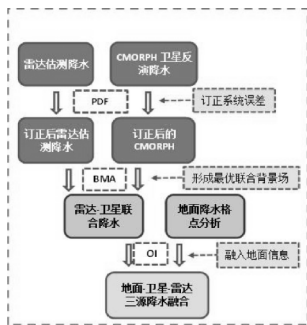 雷达估测降水
CMORPH 卫星反
演降水
PDF
订正系统误差
订正后雷达估
测降水
订正后的
CMORPH
BMA
形成最优联合背景场
雷达-卫星联
合降水
地面降水格
点分析
OI
融入地面信息
地面-卫星-雷达
三源降水融合